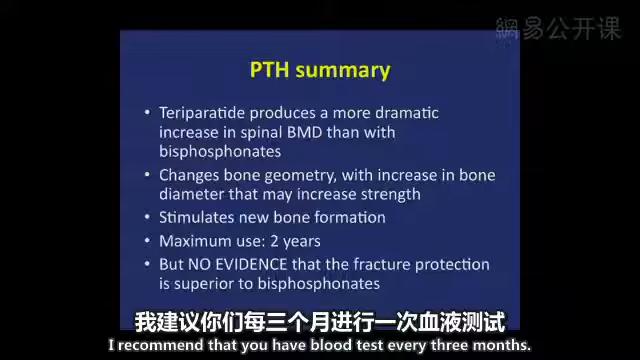 網易公开课
PTH summary
• Teriparatide produces a more dramatic
increase in spinal BMD than with
bisphosphonates
• Changes bone geometry, with increase in bone
diameter that may increase strength
• Stimulates new bone formation
• Maximum use: 2 years
• But NO EVIDENCE that the fracture protection
is superior to bisphosphonates
我建议你们每三个月进行一次血液测试
I recommend that you have blood test every three months.